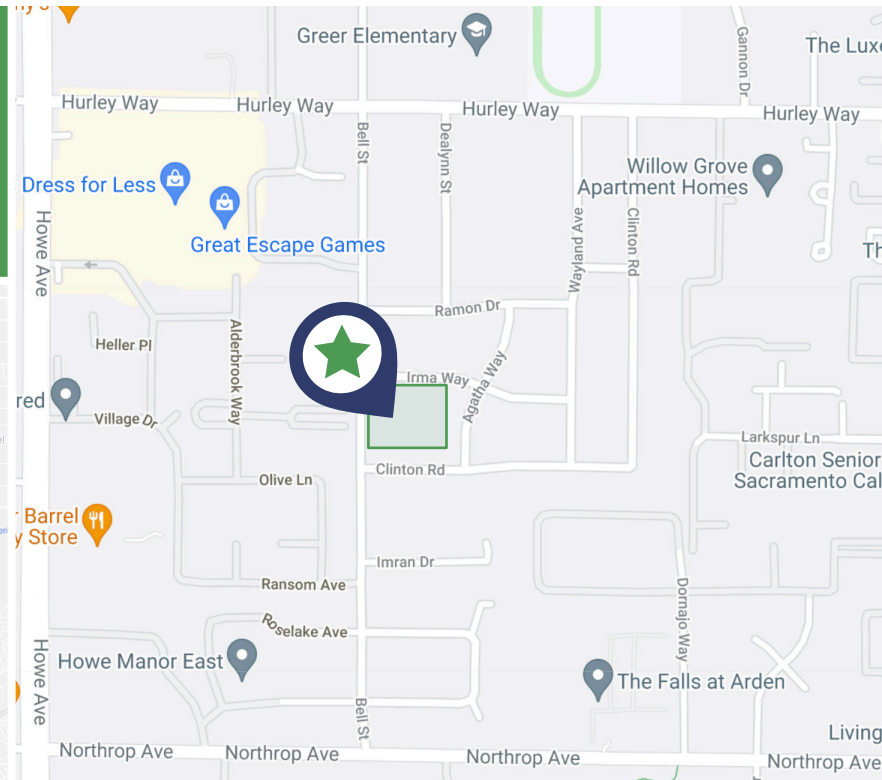 Greer Elementary
The Luxe
Gannon Dr
Hurley Way
Hurley Way
Hurley Way
Hurley Way
Bell St
Dealynn St
Willow Grove
Apartment Homes
Dress for Less
Great Escape Games
Howe Ave
Wayland Ave
Clinton Rd
Th
Ramon Dr
Heller Pl
Alderbrook Way
Irma Way
Agatha Way
red
Village Dr
Larkspur Ln
Carlton Senior
Sacramento Cal
Clinton Rd
Olive Ln
r Barrel
y Store
Imran Dr
Ransom Ave
Dornajo Way
Roselake Ave
Howe Manor East
Howe Ave
The Falls at Arden
Bell St
Living
Northrop Ave
Northrop Ave
Northrop Ave
Northrop Ave